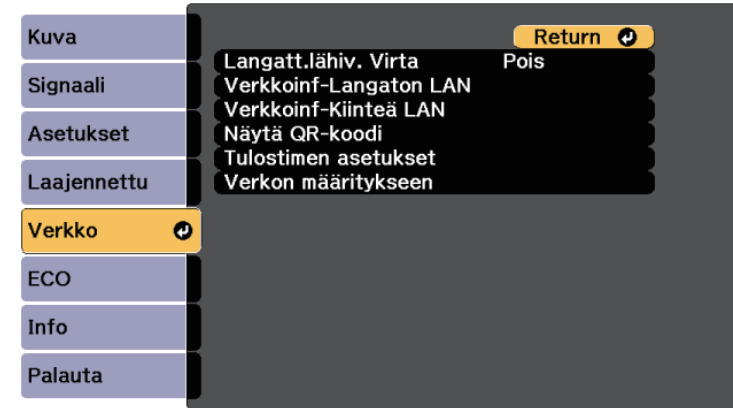 Kuva
Signaali
Asetukset
Laajennettu
Verkko
ECO
Info
Palauta
Return
Langatt.lähiv. Virta Pois
Verkkoinf-Langaton LAN
Verkkoinf-Kiinteä LAN
Näytä QR-koodi
Tulostimen asetukset
Verkon määritykseen